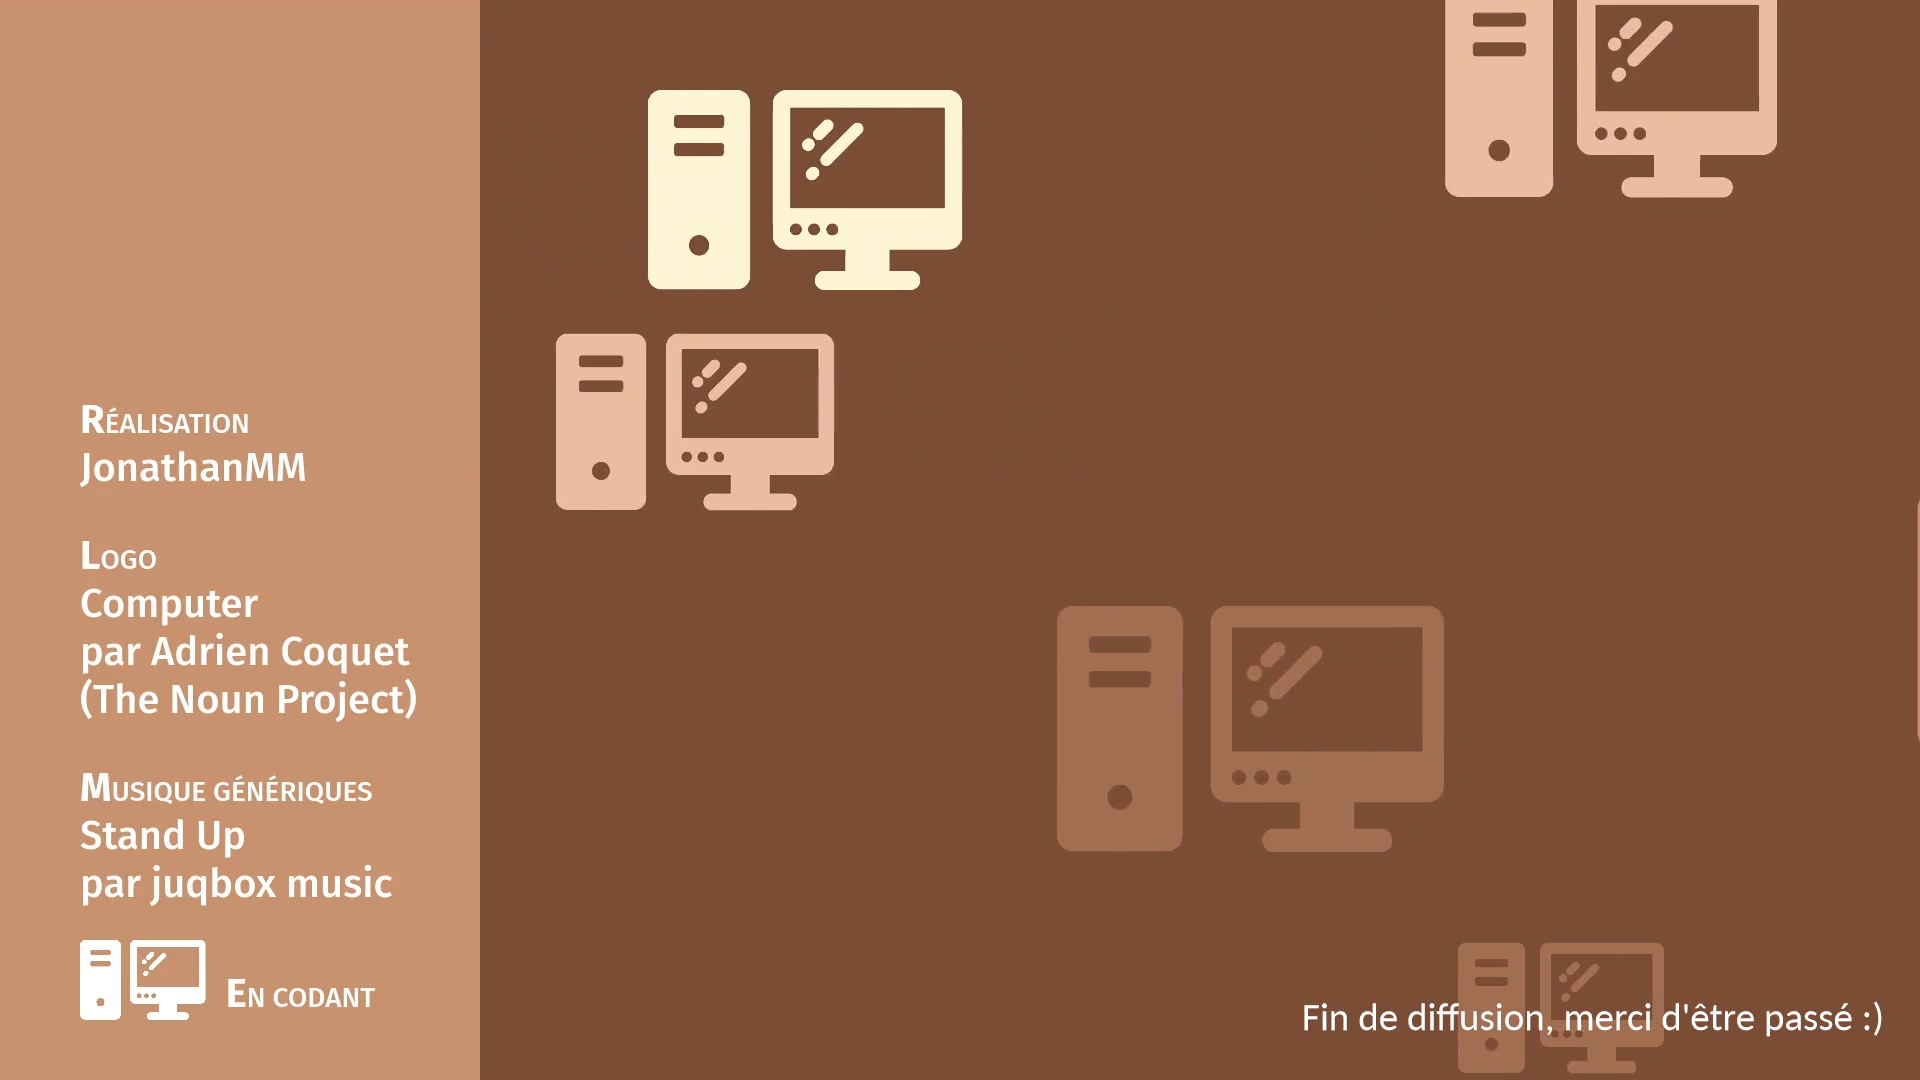 Réalisation
JonathanMM
Logo
Computer
par Adrien Coquet
(The Noun Project)
Musique génériques
Stand Up
par juqbox music
En codant
Fin de diffusion, merci d'être passé :)